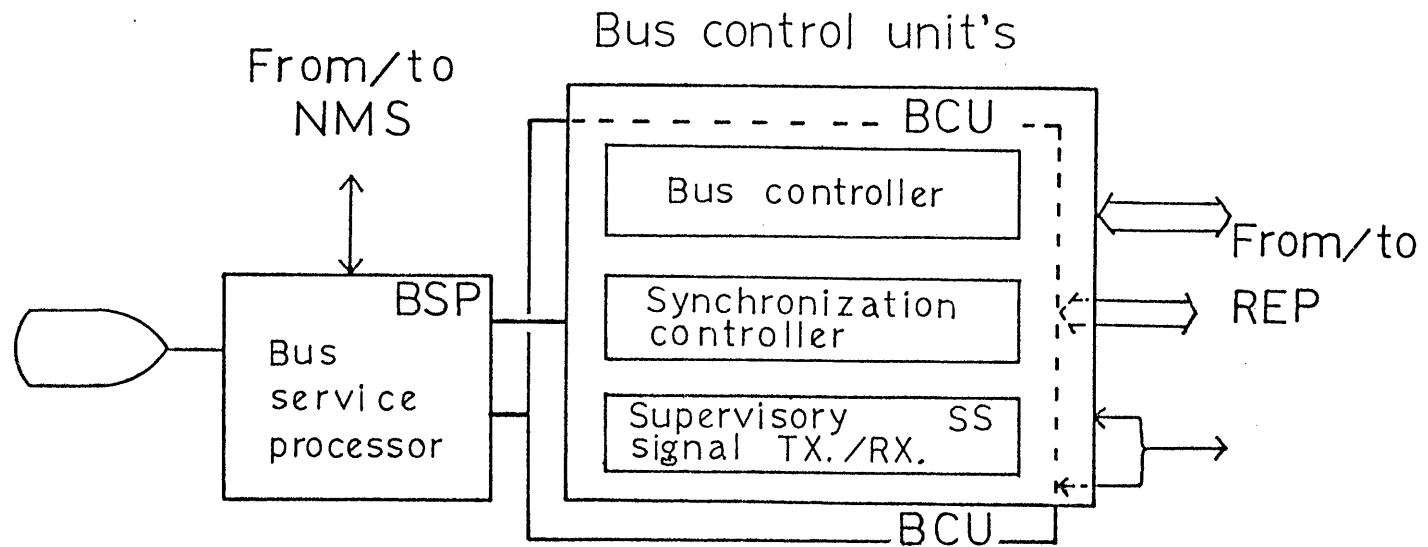 Bus control unit's
From/to
NMS
BCU
Bus controller
From/to
REP
BSP
Bus
service
processor
Synchronization
controller
Supervisory SS
signal TX./RX.
BCU